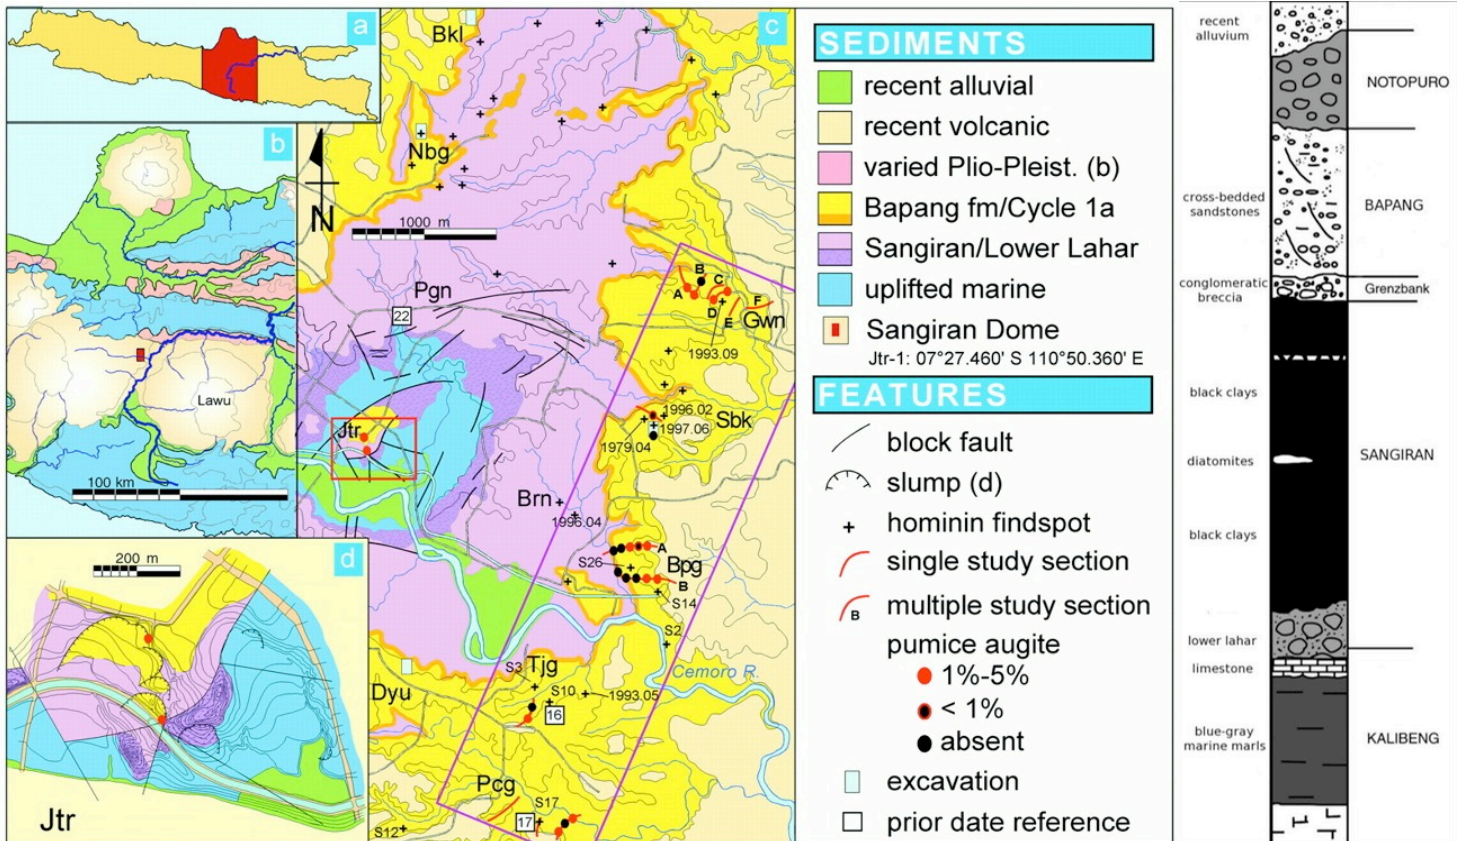 a
b
Lawu
100 km
d
200 m
Jtr
c
Bkl
Nbg
N
1000 m
Pgn
22
B
A
C
D
E
F
Gwn
1993.09
1996.02
1997.06
1979.04
Sbk
Jtr
Brn
1996.04
A
S26
Bpg
B
S14
S2
Cemoro R.
S3
Tjg
S10
1993.05
16
Dyu
Pcg
S17
17
S12
SEDIMENTS
recent alluvial
recent volcanic
varied Plio-Pleist. (b)
Bapang fm/Cycle 1a
Sangiran/Lower Lahar
uplifted marine
Sangiran Dome
Jtr-1: 07°27.460' S 110°50.360' E
FEATURES
block fault
slump (d)
hominin findspot
single study section
B
multiple study section
pumice augite
1%-5%
< 1%
absent
excavation
prior date reference
recent
alluvium
NOTOPURO
cross-bedded
sandstones
BAPANG
conglomeratic
breccia
Grenzbank
black clays
diatomites
SANGIRAN
black clays
lower lahar
limestone
blue-gray
marine marls
KALIBENG